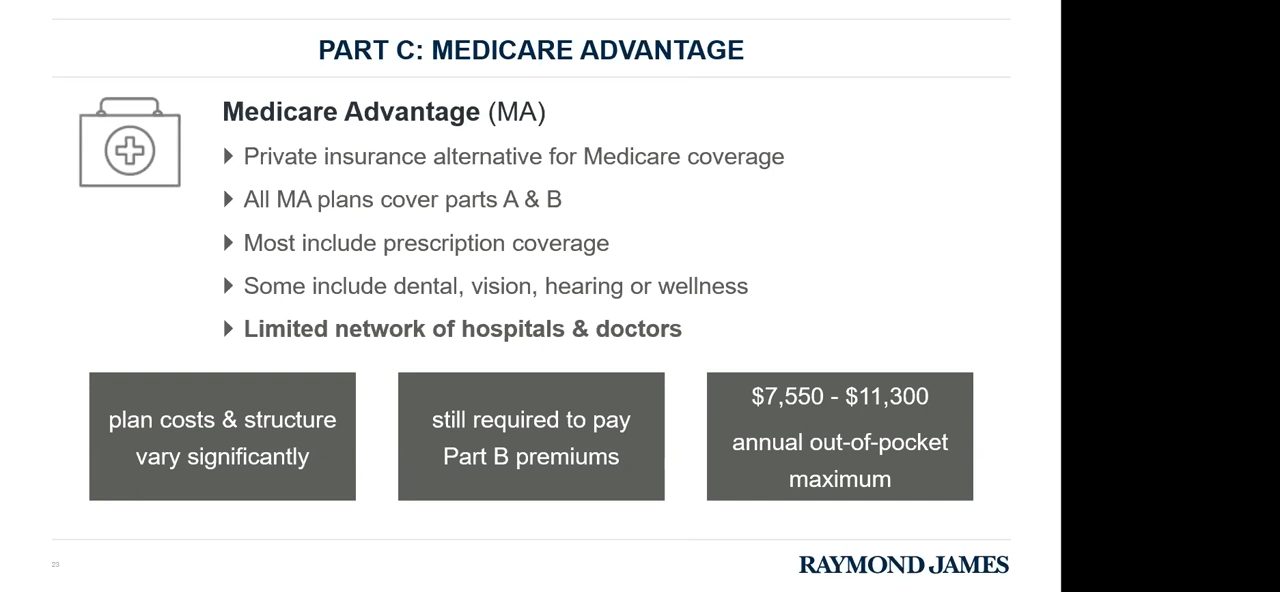 PART C: MEDICARE ADVANTAGE
Medicare Advantage (MA)
Private insurance alternative for Medicare coverage
All MA plans cover parts A & B
Most include prescription coverage
Some include dental, vision, hearing or wellness
Limited network of hospitals & doctors
plan costs & structure
vary significantly
still required to pay
Part B premiums
$7,550 - $11,300
annual out-of-pocket
maximum
23
RAYMOND JAMES